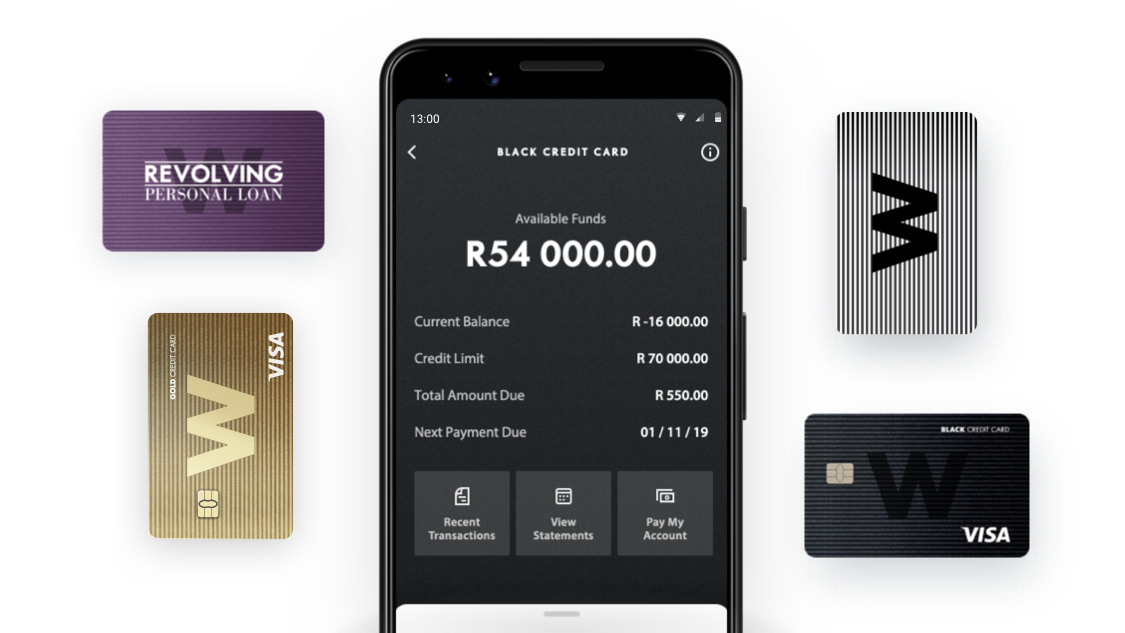 W
REVOLVING
PERSONAL LOAN
GOLD CREDIT CARD
VISA
W
13:00
BLACK CREDIT CARD
Available Funds
R54 000.00
Current Balance R -16 000.00
Credit Limit R 70 000.00
Total Amount Due R 550.00
Next Payment Due 01 / 11 / 19
Recent
Transactions
View
Statements
Pay My
Account
W
BLACK CREDIT CARD
W
VISA